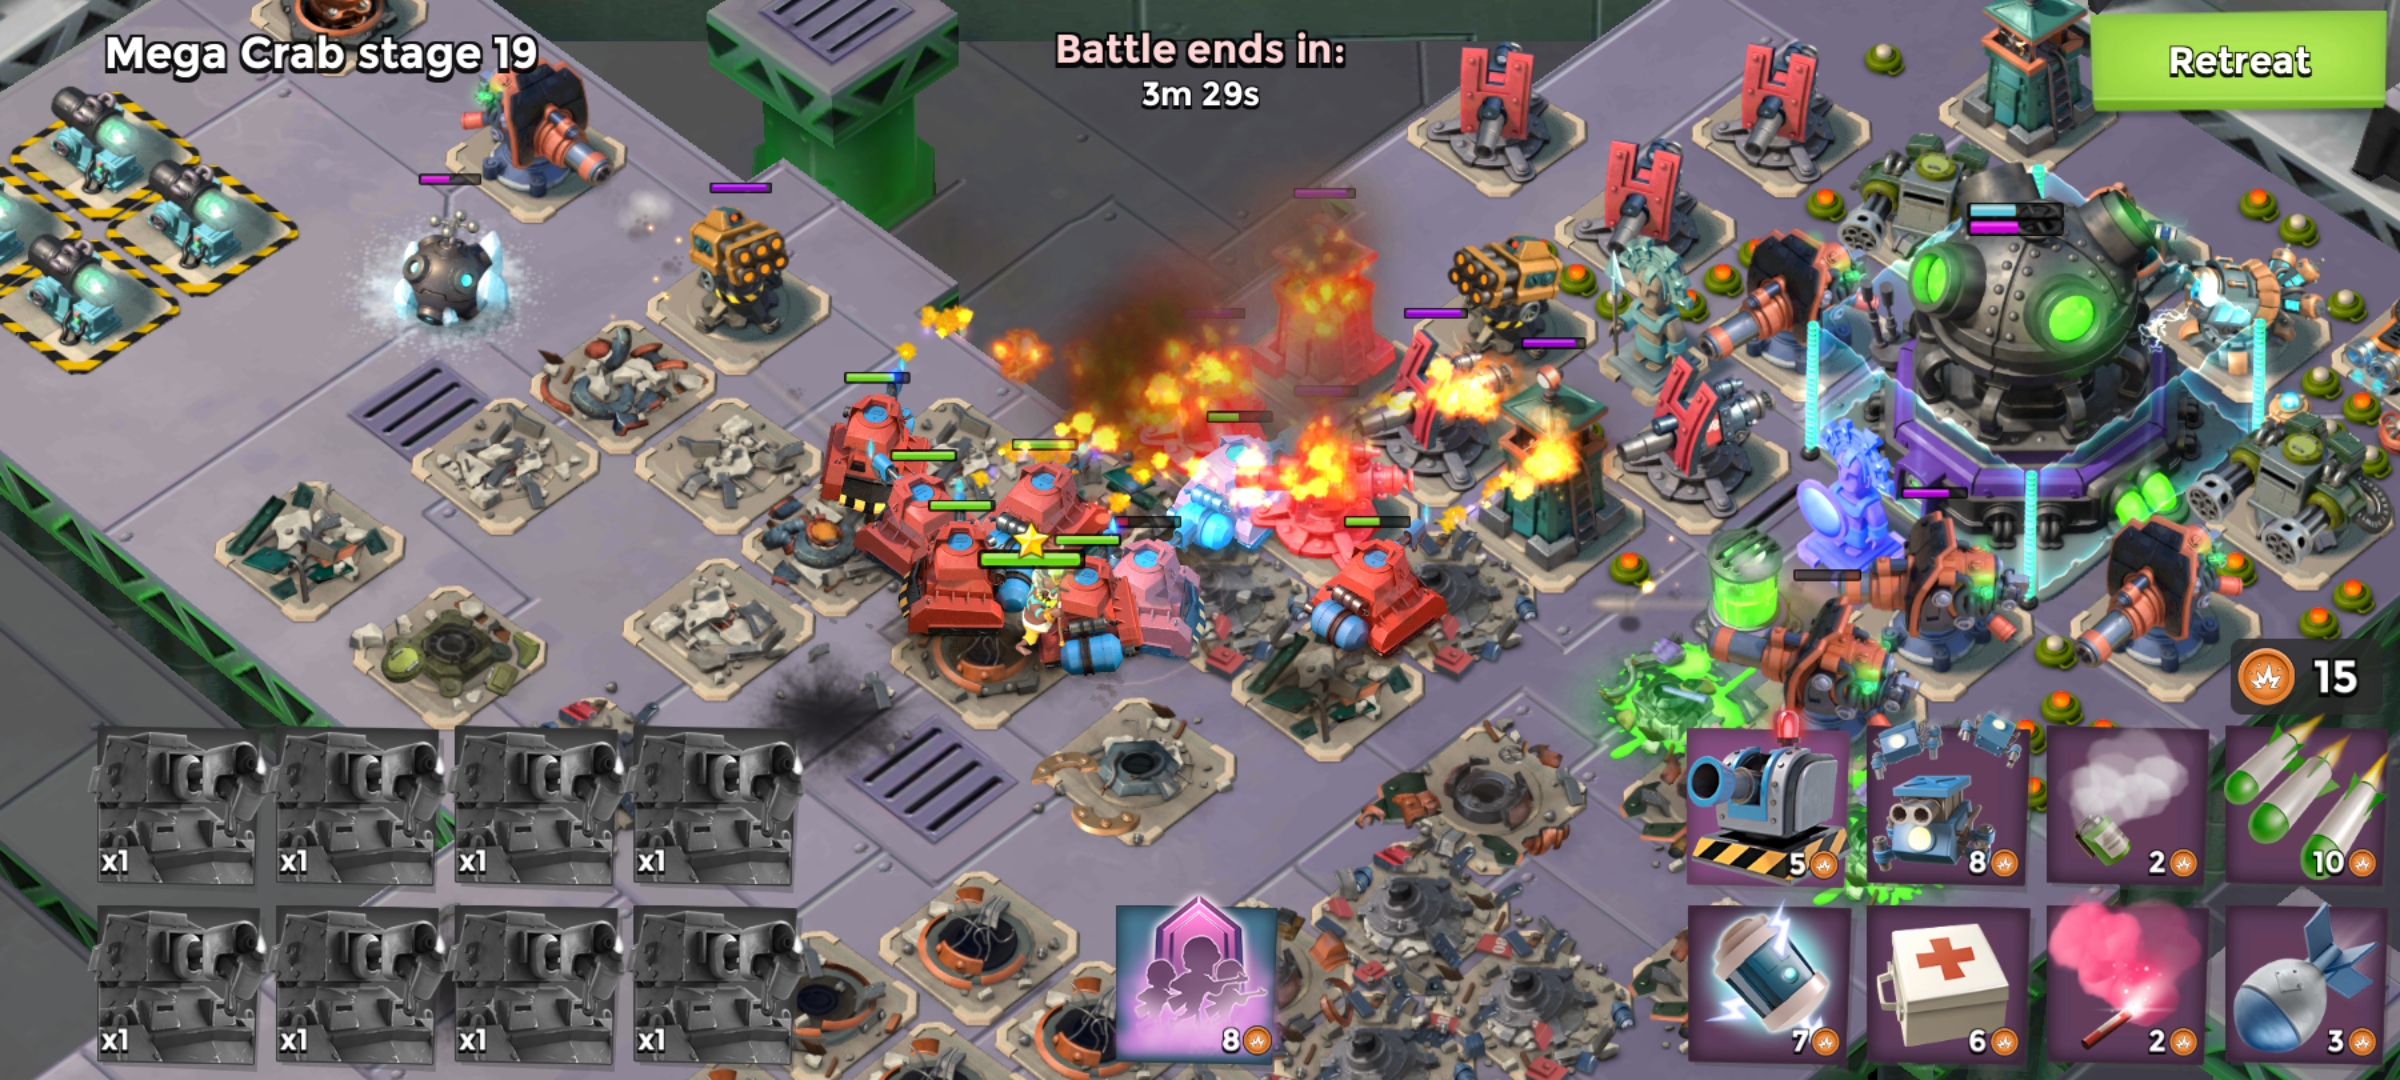 Mega Crab stage 19
Battle ends in:
3m 29s
Retreat
15
x1
x1
x1
x1
5
8
2
10
x1
x1
x1
x1
8
7
6
2
3